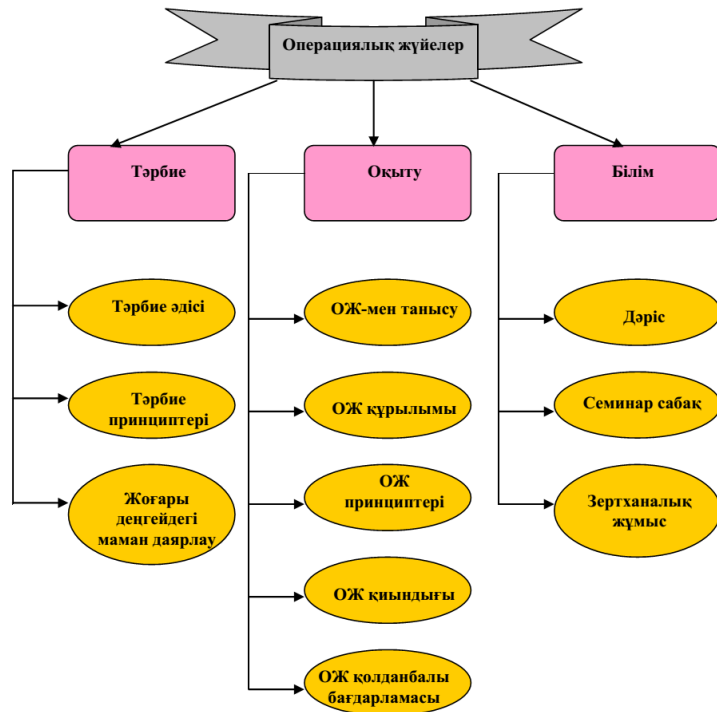 Операциялық жүйелер
Тәрбие
Оқыту
Білім
Тәрбие әдісі
Тәрбие
принциптері
Жоғары
деңгейдегі
маман даярлау
ОЖ-мен танысу
ОЖ құрылымы
ОЖ
принциптері
ОЖ қиындығы
ОЖ қолданбалы
бағдарламасы
Дәріс
Семинар сабақ
Зертханалық
жұмыс